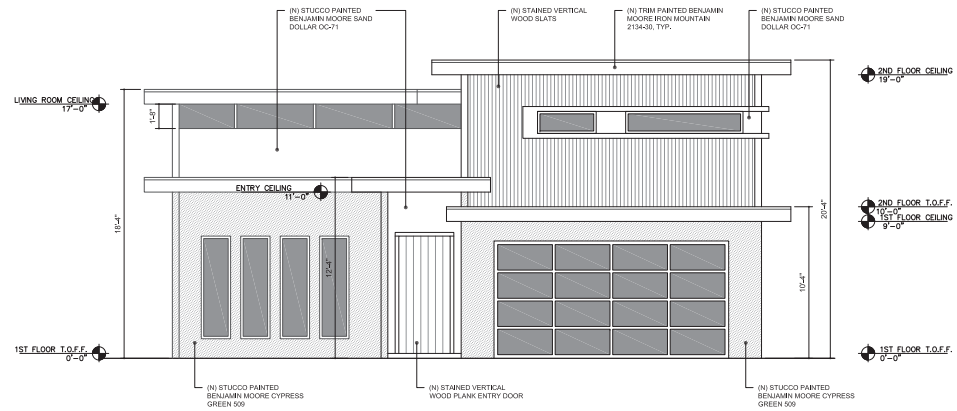 (N) STUCCO PAINTED
BENJAMIN MOORE SAND
DOLLAR OC-71
(N) STAINED VERTICAL
WOOD SLATS
(N) TRIM PAINTED BENJAMIN
MOORE IRON MOUNTAIN
2134-30, TYP.
(N) STUCCO PAINTED
BENJAMIN MOORE SAND
DOLLAR OC-71
2ND FLOOR CEILING
19'-0"
LIVING ROOM CEILING
17'-0"
1'-8"
ENTRY CEILING
11'-0"
2ND FLOOR T.O.F.F.
10'-0"
1ST FLOOR CEILING
9'-0"
18'-4"
12'-4"
20'-4"
10'-4"
1ST FLOOR T.O.F.F.
0'-0"
1ST FLOOR T.O.F.F.
0'-0"
(N) STUCCO PAINTED
BENJAMIN MOORE CYPRESS
GREEN 509
(N) STAINED VERTICAL
WOOD PLANK ENTRY DOOR
(N) STUCCO PAINTED
BENJAMIN MOORE CYPRESS
GREEN 509